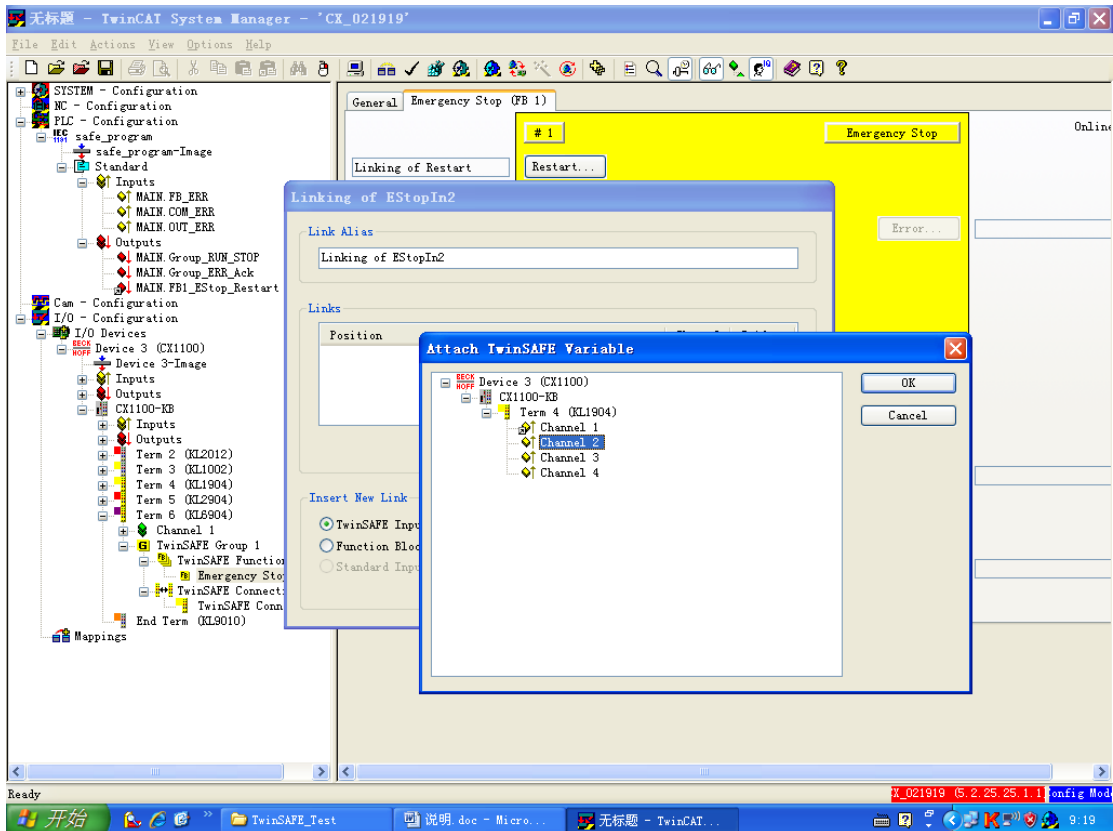 无标题 - TwinCAT System Manager - 'CX_021919'
File Edit Actions View Options Help
SYSTEM - Configuration
NC - Configuration
PLC - Configuration
safe_program
safe_program-Image
Standard
Inputs
MAIN.FB_ERR
MAIN.COM_ERR
MAIN.OUT_ERR
Outputs
MAIN.Group_RUN_STOP
MAIN.Group_ERR_Ack
MAIN.FB1_EStop_Restart
Cam - Configuration
I/O - Configuration
I/O Devices
Device 3 (CX1100)
Device 3-Image
Inputs
Outputs
CX1100-KB
Inputs
Outputs
Term 2 (KL2012)
Term 3 (KL1002)
Term 4 (KL1904)
Term 5 (KL2904)
Term 6 (KL6904)
Channel 1
TwinSAFE Group 1
TwinSAFE Function
Emergency Sto
TwinSAFE Connect
TwinSAFE Conn
End Term (KL9010)
Mappings
General Emergency Stop (FB 1)
# 1 Emergency Stop Online
Linking of Restart Restart...
Error...
Linking of EStopIn2
Link Alias
Linking of EStopIn2
Links
Position
Insert New Link
TwinSAFE Inpu
Function Bloc
Standard Inpu
Attach TwinSAFE Variable
Device 3 (CX1100)
CX1100-KB
Term 4 (KL1904)
Channel 1
Channel 2
Channel 3
Channel 4
OK
Cancel
Ready X_021919 (5.2.25.25.1.1) onfig Mod
开始 TwinSAFE_Test 说明.doc - Micro... 无标题 - TwinCAT... 9:19